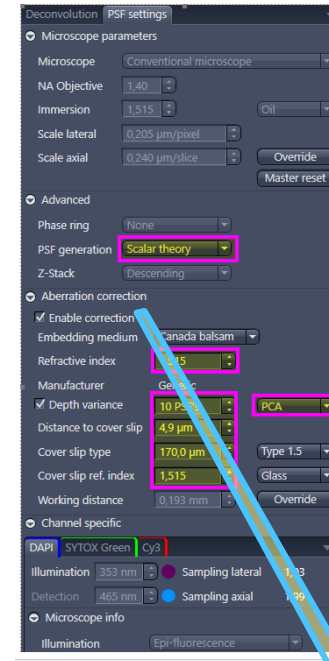 Deconvolution PSF settings
Microscope parameters
Microscope Conventional microscope
NA Objective 1,40
Immersion 1,515 Oil
Scale lateral 0,205 µm/pixel
Scale axial 0,240 µm/slice Override
Master reset
Advanced
Phase ring None
PSF generation Scalar theory
Z-Stack Descending
Aberration correction
Enable correction
Embedding medium Canada balsam
Refractive index
Manufacturer
Depth variance 10 PCA
Distance to cover slip 4,9 µm
Cover slip type 170,0 µm Type 1.5
Cover slip ref. index 1,515 Glass
Working distance 0,193 mm Override
Channel specific
DAPI SYTOX Green Cy3
Illumination 353 nm Sampling lateral
Detection 465 nm Sampling axial
Microscope info
Illumination Epi-fluorescence